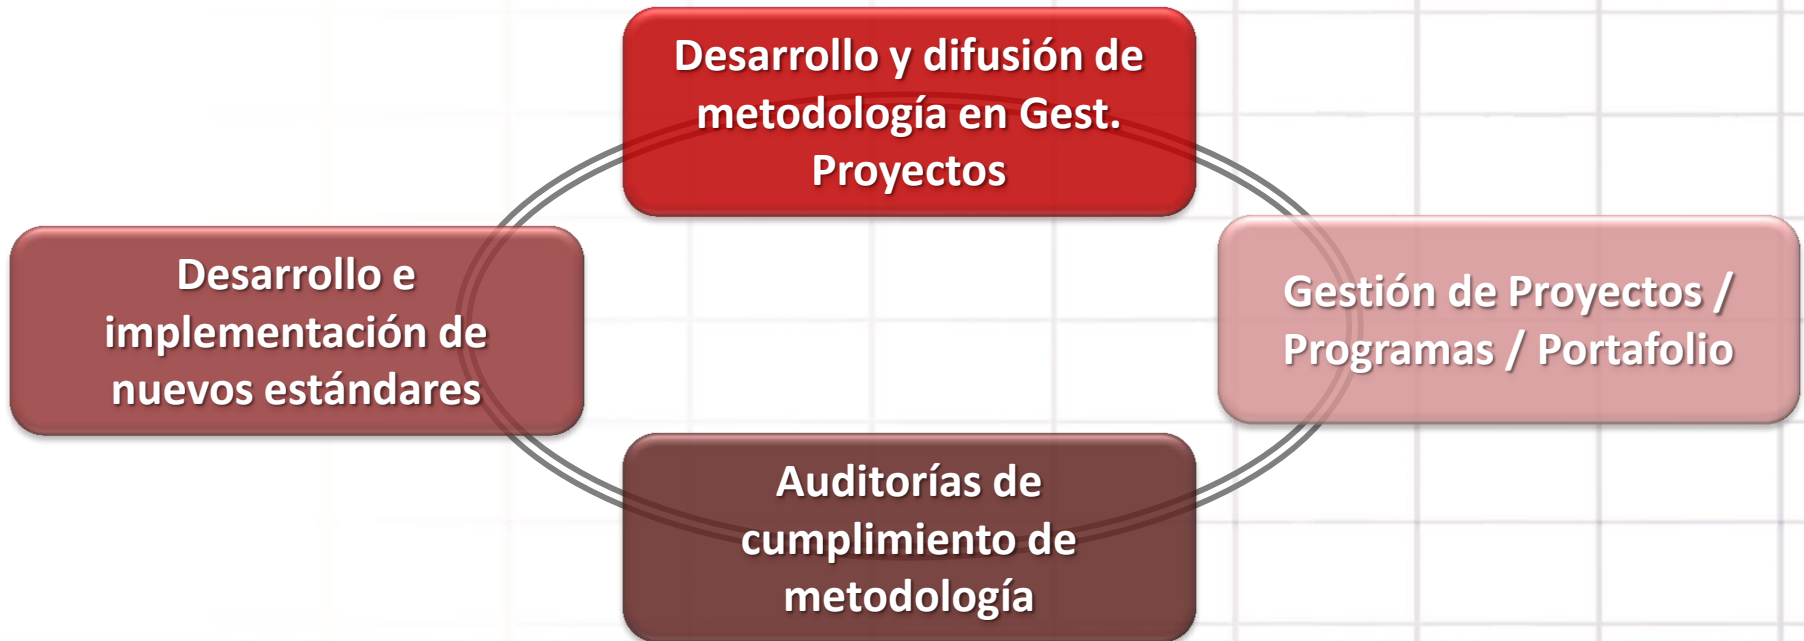 Desarrollo y difusión de
metodología en Gest.
Proyectos
Desarrollo e
implementación de
nuevos estándares
Gestión de Proyectos /
Programas / Portafolio
Auditorías de
cumplimiento de
metodología